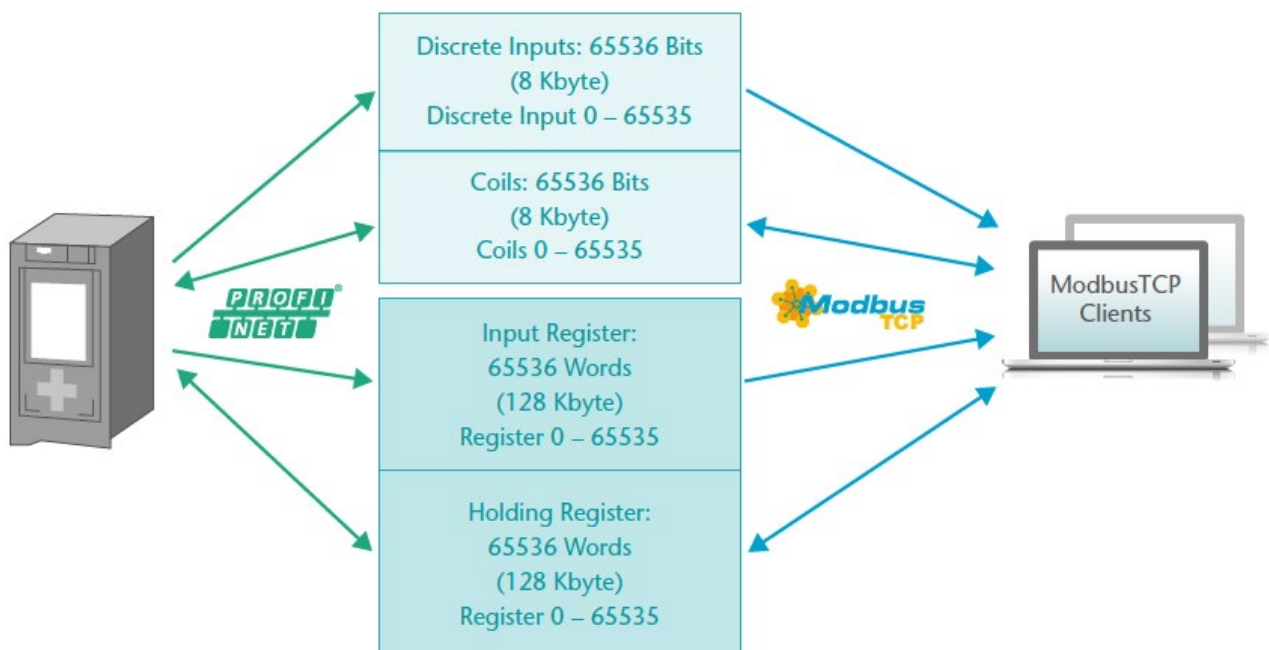 Discrete Inputs: 65536 Bits
(8 Kbyte)
Discrete Input 0 – 65535
Coils: 65536 Bits
(8 Kbyte)
Coils 0 – 65535
PROFI®
NET
Modbus
TCP
ModbusTCP
Clients
Input Register:
65536 Words
(128 Kbyte)
Register 0 – 65535
Holding Register:
65536 Words
(128 Kbyte)
Register 0 – 65535